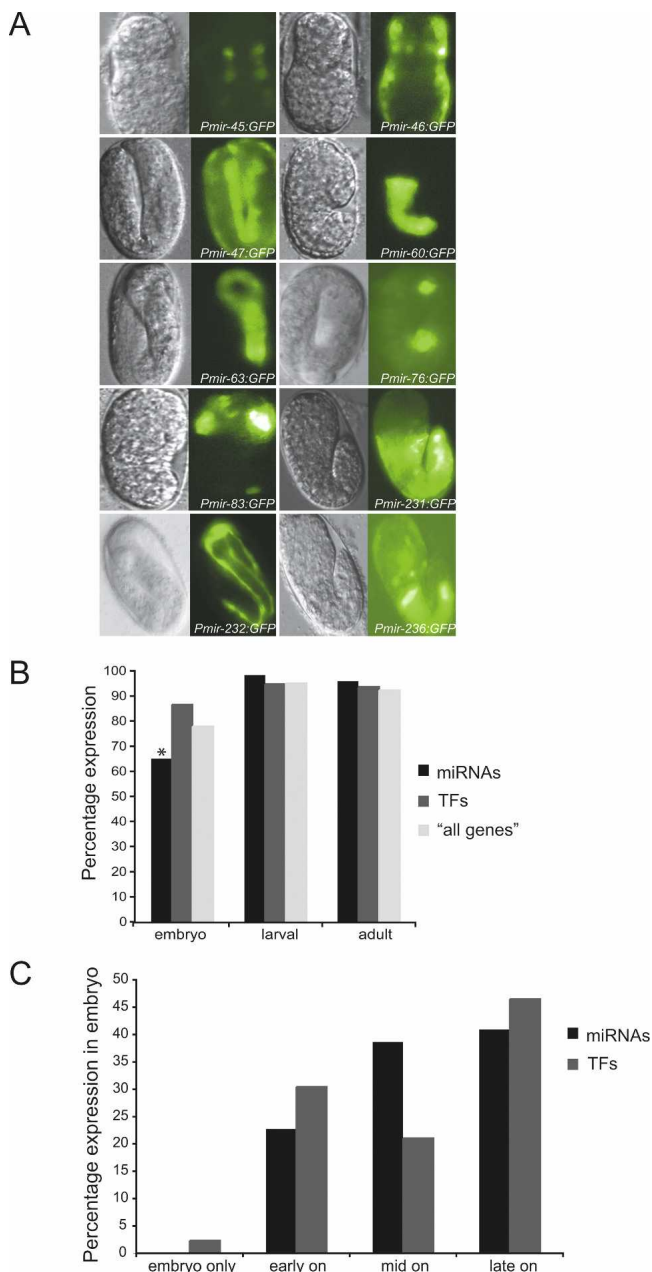 A
Pmir-45:GFP
Pmir-46:GFP
Pmir-47:GFP
Pmir-60:GFP
Pmir-63:GFP
Pmir-76:GFP
Pmir-83:GFP
Pmir-231:GFP
Pmir-232:GFP
Pmir-236:GFP
B
Percentage expression
100
90
80
70
60
50
40
30
20
10
0
*
embryo
larval
adult
miRNAs
TFs
“all genes”
C
Percentage expression in embryo
50
45
40
35
30
25
20
15
10
5
0
embryo only
early on
mid on
late on
miRNAs
TFs